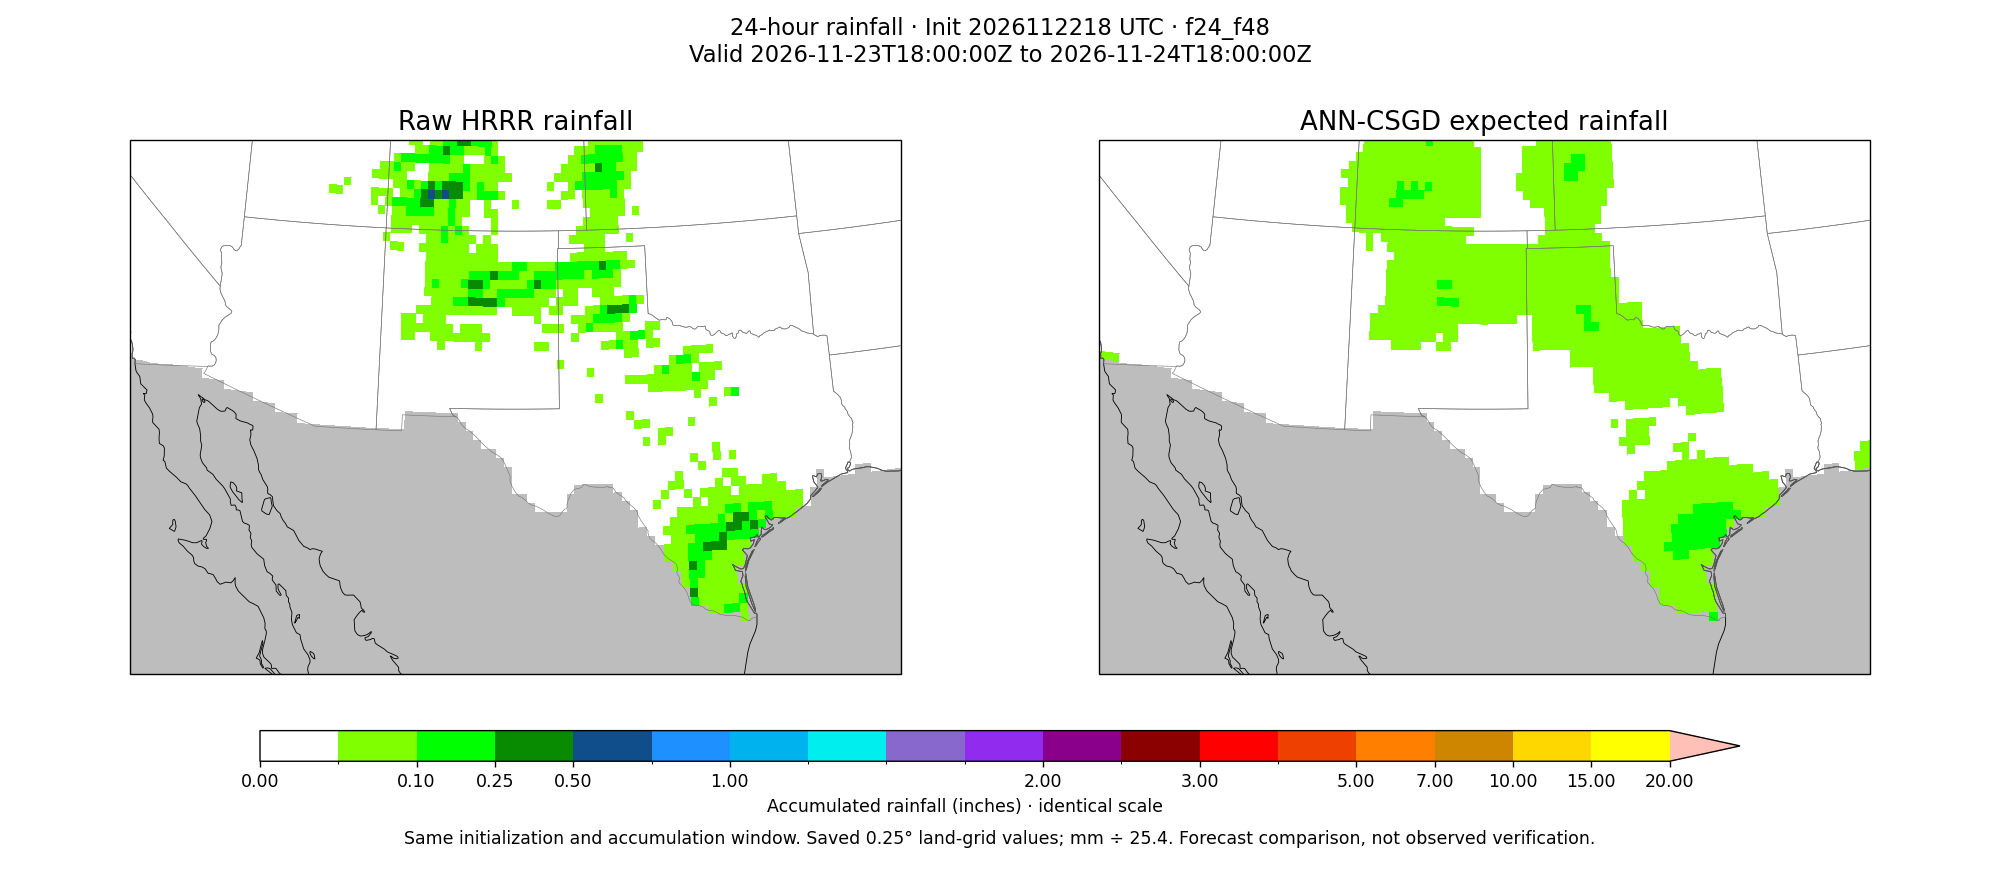 24-hour rainfall · Init 2026112218 UTC · f24_f48
Valid 2026-11-23T18:00:00Z to 2026-11-24T18:00:00Z
Raw HRRR rainfall
ANN-CSGD expected rainfall
0.00 0.10 0.25 0.50 1.00 2.00 3.00 5.00 7.00 10.00 15.00 20.00
Accumulated rainfall (inches) · identical scale
Same initialization and accumulation window. Saved 0.25° land-grid values; mm ÷ 25.4. Forecast comparison, not observed verification.